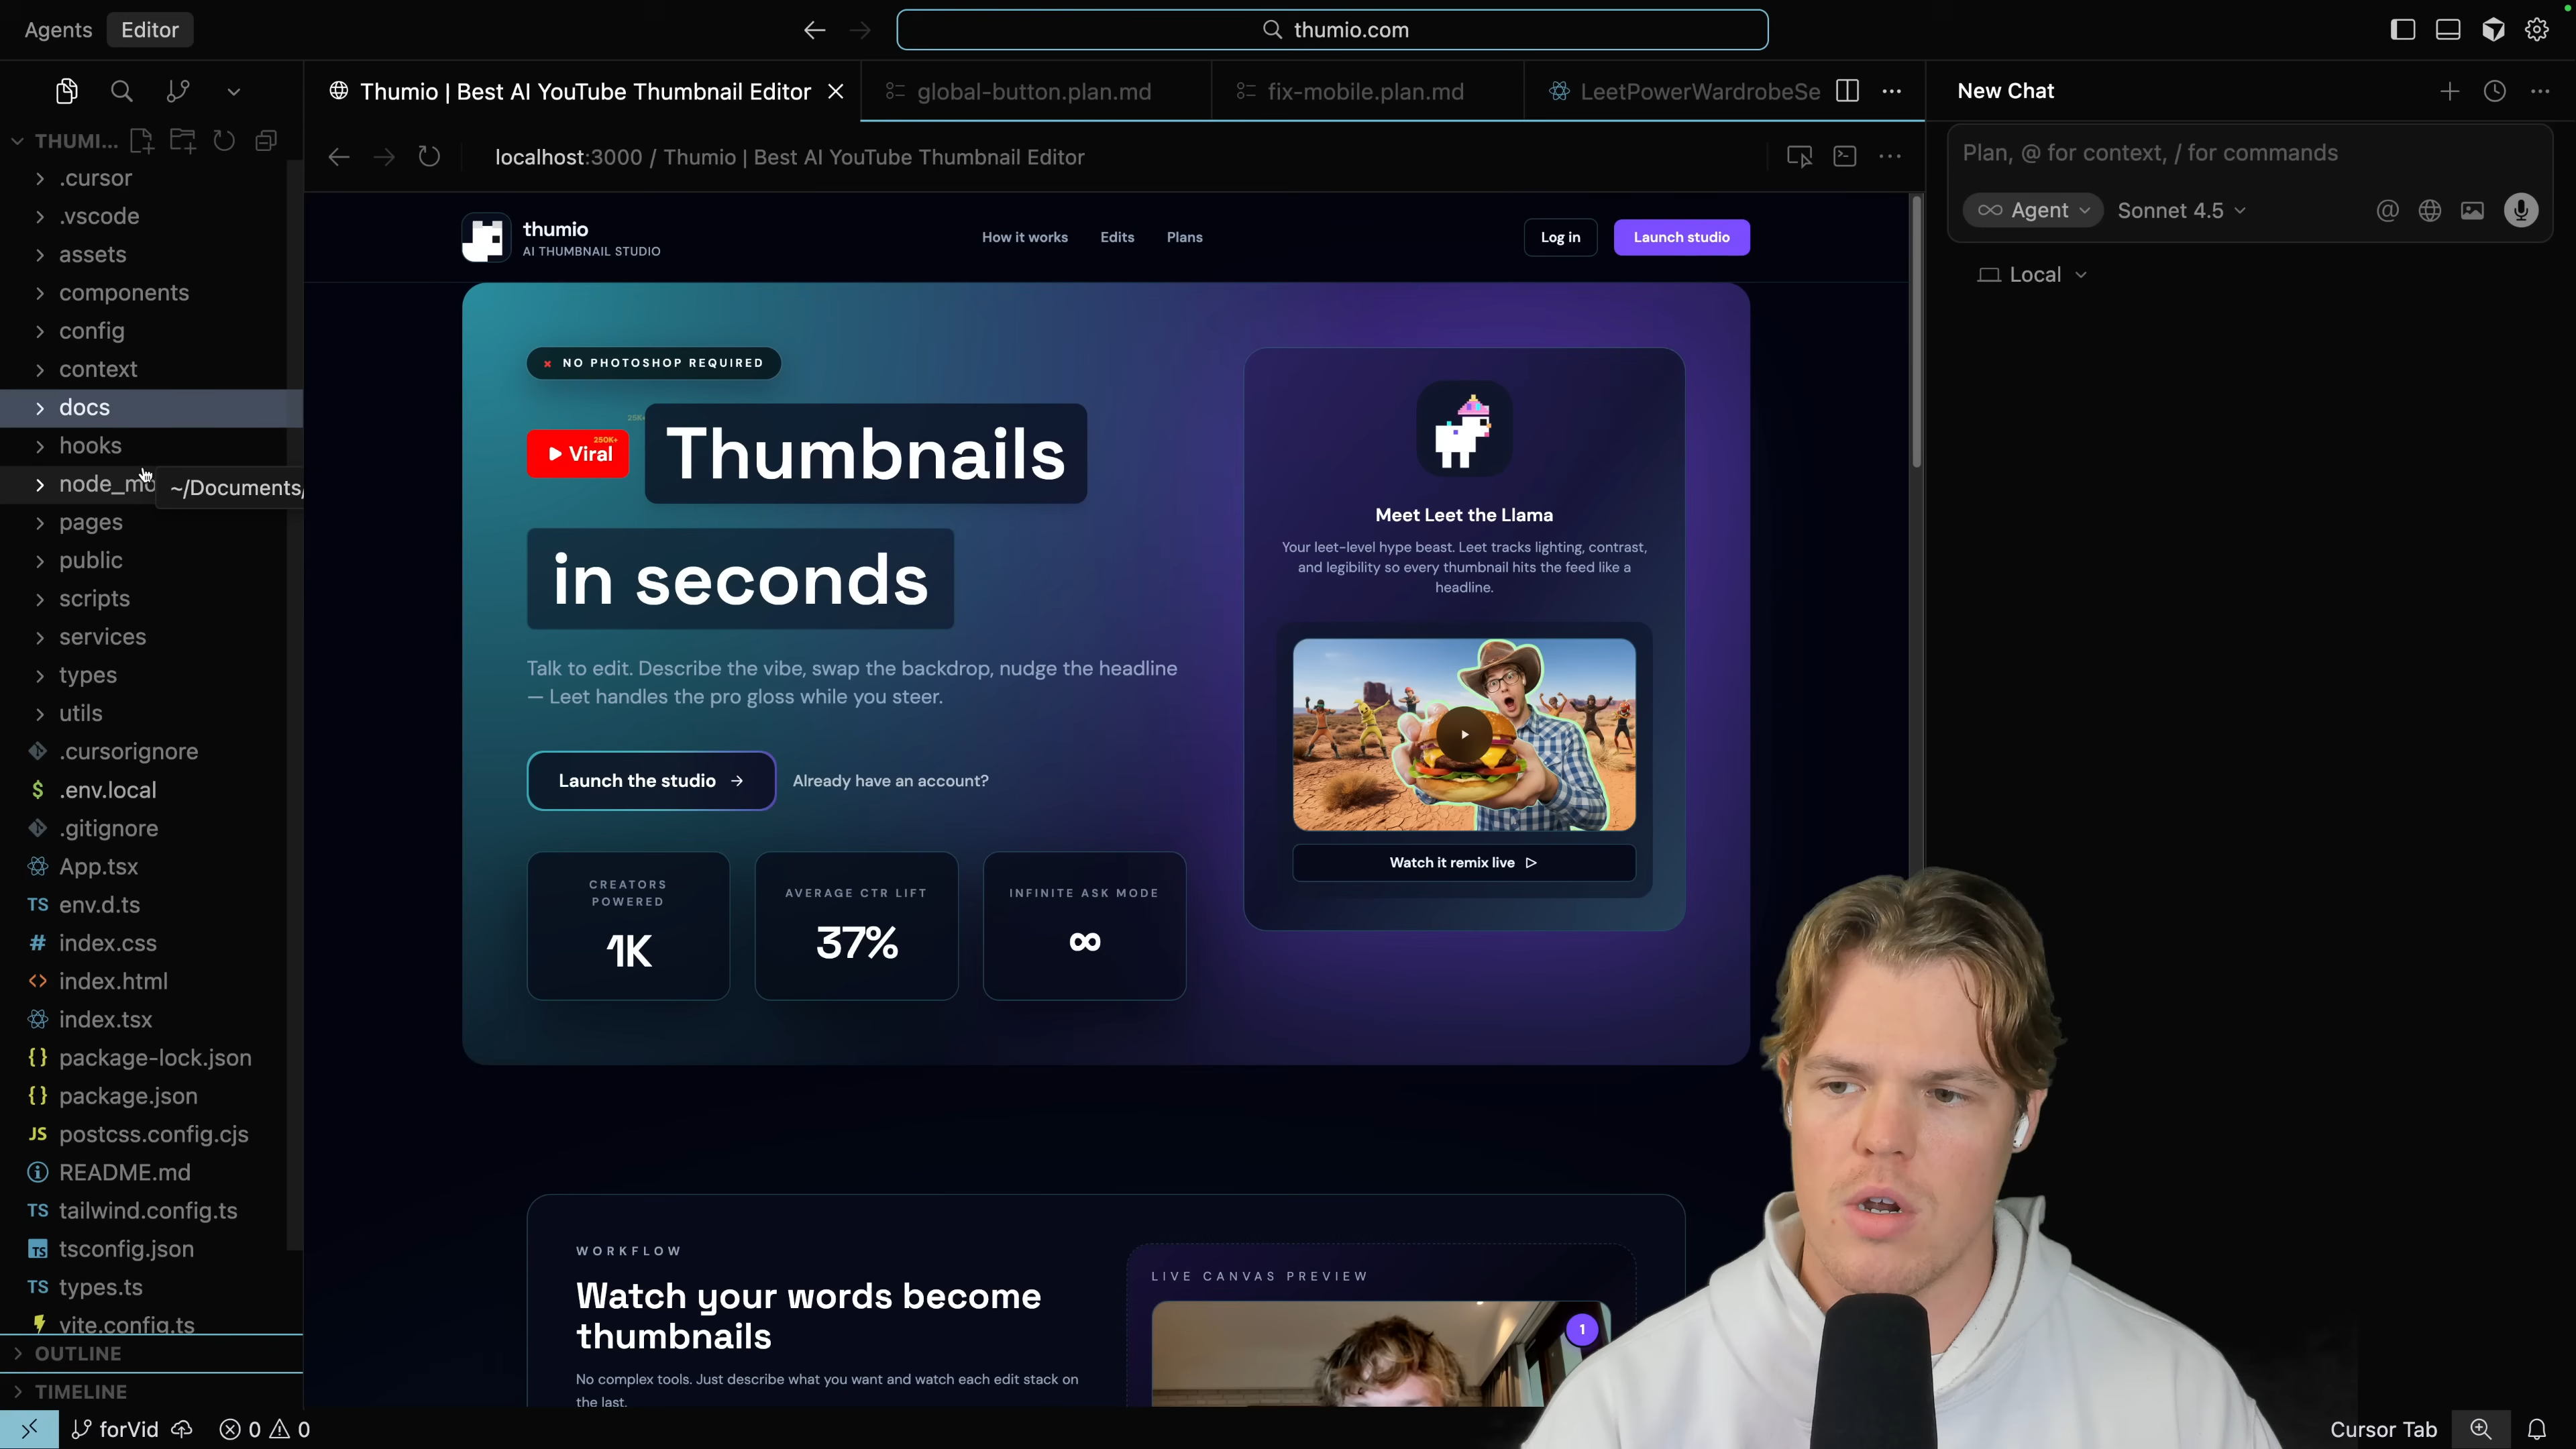 Agents
Editor
thumio.com
Thumio | Best AI YouTube Thumbnail Editor
global-button.plan.md
fix-mobile.plan.md
LeetPowerWardrobeSe
New Chat
THUMI...
.cursor
.vscode
assets
components
config
context
docs
hooks
node_mo
~/Documents/
pages
public
scripts
services
types
utils
.cursorignore
$ .env.local
.gitignore
App.tsx
TS env.d.ts
# index.css
<> index.html
index.tsx
{} package-lock.json
{} package.json
JS postcss.config.cjs
README.md
TS tailwind.config.ts
TS tsconfig.json
TS types.ts
vite.config.ts
OUTLINE
TIMELINE
localhost:3000 / Thumio | Best AI YouTube Thumbnail Editor
thumio
AI THUMBNAIL STUDIO
How it works
Edits
Plans
Log in
Launch studio
NO PHOTOSHOP REQUIRED
25K+
250K+
Viral
Thumbnails
in seconds
Talk to edit. Describe the vibe, swap the backdrop, nudge the headline
— Leet handles the pro gloss while you steer.
Launch the studio →
Already have an account?
CREATORS
POWERED
1K
AVERAGE CTR LIFT
37%
INFINITE ASK MODE
∞
Meet Leet the Llama
Your leet-level hype beast. Leet tracks lighting, contrast,
and legibility so every thumbnail hits the feed like a
headline.
Watch it remix live
WORKFLOW
Watch your words become
thumbnails
No complex tools. Just describe what you want and watch each edit stack on
the last.
LIVE CANVAS PREVIEW
1
Plan, @ for context, / for commands
∞ Agent
Sonnet 4.5
@
Local
forVid
0
0
Cursor Tab